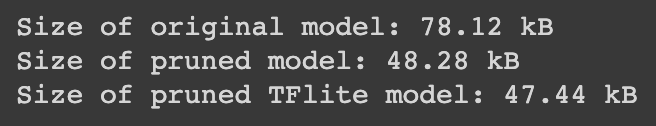 Size of original model: 78.12 kB
Size of pruned model: 48.28 kB
Size of pruned TFlite model: 47.44 kB